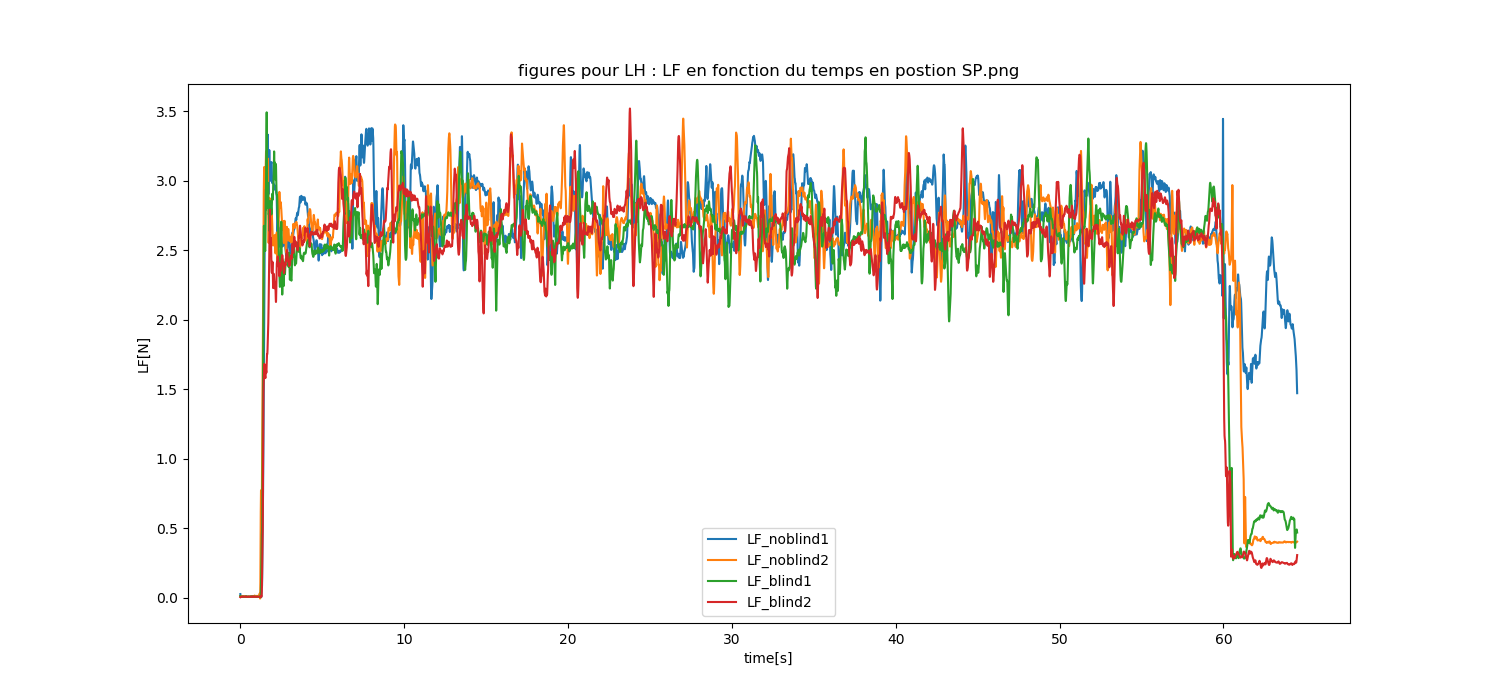 figures pour LH : LF en fonction du temps en postion SP.png
LF[N]
3.5
3.0
2.5
2.0
1.5
1.0
0.5
0.0
LF_noblind1
LF_noblind2
LF_blind1
LF_blind2
0 10 20 30 40 50 60
time[s]